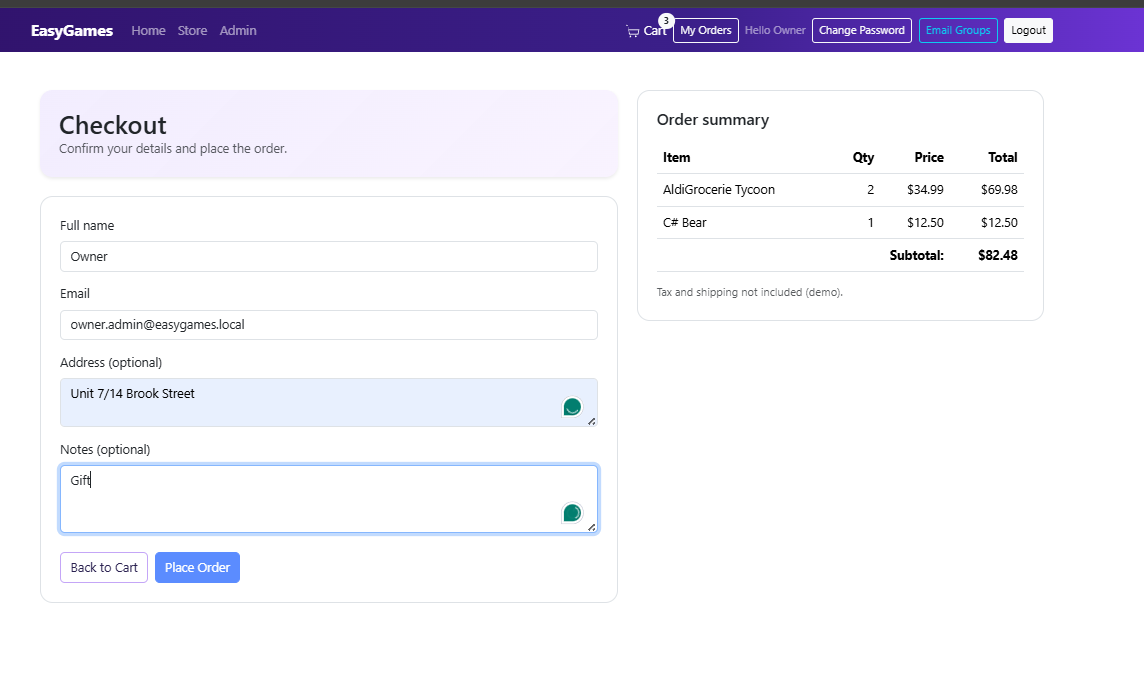 EasyGames Home Store Admin Cart 3 My Orders Hello Owner Change Password Email Groups Logout
Checkout
Confirm your details and place the order.
Full name
Owner
Email
owner.admin@easygames.local
Address (optional)
Unit 7/14 Brook Street
Notes (optional)
Gift
Back to Cart Place Order
Order summary
Item Qty Price Total
AldiGrocerie Tycoon 2 $34.99 $69.98
C# Bear 1 $12.50 $12.50
Subtotal: $82.48
Tax and shipping not included (demo).